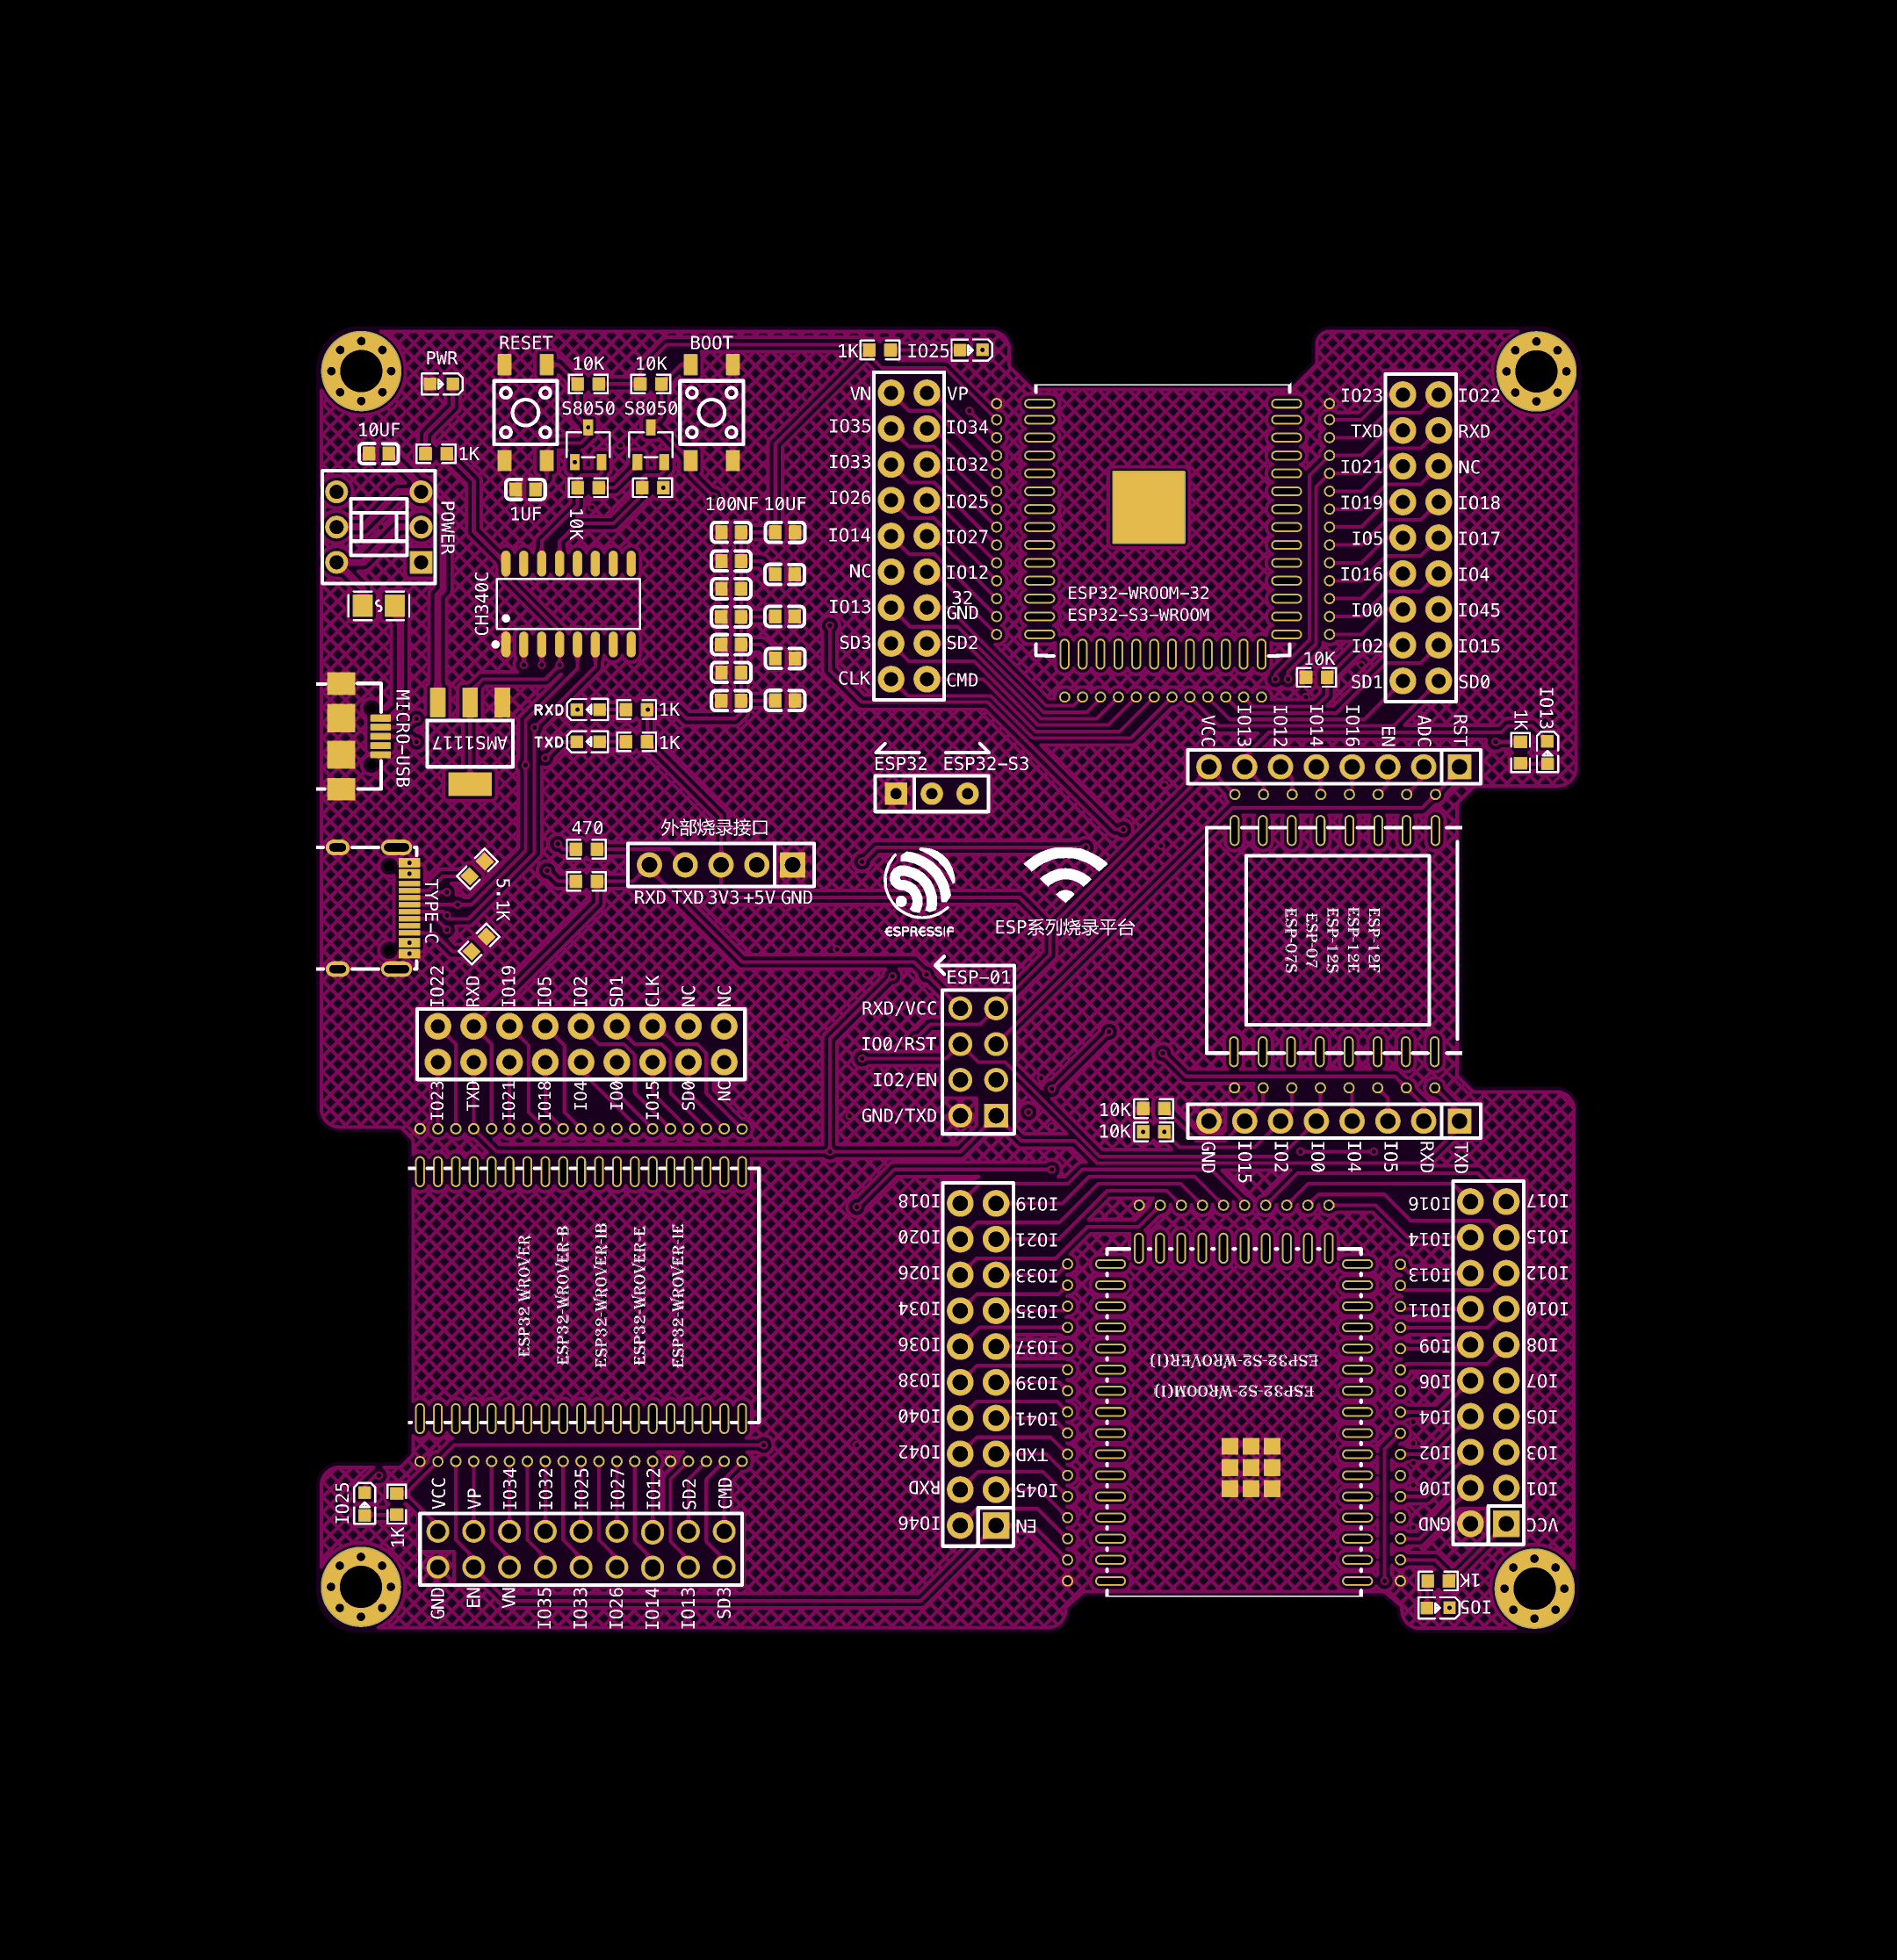 RESET
BOOT
PWR
10K
10K
1K
IO25
S8050
S8050
10UF
1K
1UF
10K
POWER
100NF
10UF
CH340C
VN
VP
IO35
IO34
IO33
IO32
IO26
IO25
IO14
IO27
NC
IO12
IO13
32
GND
SD3
SD2
CLK
CMD
ESP32-WROOM-32
ESP32-S3-WROOM
IO23
IO22
TXD
RXD
IO21
NC
IO19
IO18
IO5
IO17
IO16
IO4
IO0
IO45
IO2
IO15
SD1
SD0
10K
MICRO-USB
AMS1117
RXD
1K
TXD
1K
ESP32
ESP32-S3
VCC
IO13
IO12
IO14
IO16
EN
ADC
RST
1K
IO13
470
外部烧录接口
RXD
TXD
3V3
+5V
GND
TYPE-C
5.1K
ESPRESSIF
ESP系列烧录平台
ESP-07S
ESP-07
ESP-12S
ESP-12E
ESP-12F
ESP-01
RXD/VCC
IO0/RST
IO2/EN
GND/TXD
IO22
RXD
IO19
IO5
IO2
SD1
CLK
NC
NC
IO23
TXD
IO21
IO18
IO4
IO0
IO15
SD0
NC
10K
10K
GND
IO15
IO2
IO0
IO4
IO5
RXD
TXD
ESP32 WROVER
ESP32-WROVER-B
ESP32-WROVER-IB
ESP32-WROVER-E
ESP32-WROVER-IE
IO18
IO19
IO20
IO21
IO26
IO33
IO34
IO35
IO36
IO37
IO38
IO39
IO40
IO41
IO42
TXD
RXD
IO45
IO46
EN
ESP32-S2-WROVER(I)
ESP32-S2-WROOM(I)
IO16
IO17
IO14
IO15
IO13
IO12
IO11
IO10
IO9
IO8
IO6
IO7
IO4
IO5
IO2
IO3
IO0
IO1
GND
VCC
IO25
1K
VCC
VP
IO34
IO32
IO25
IO27
IO12
SD2
CMD
GND
EN
VN
IO35
IO33
IO26
IO14
IO13
SD3
1K
IO5